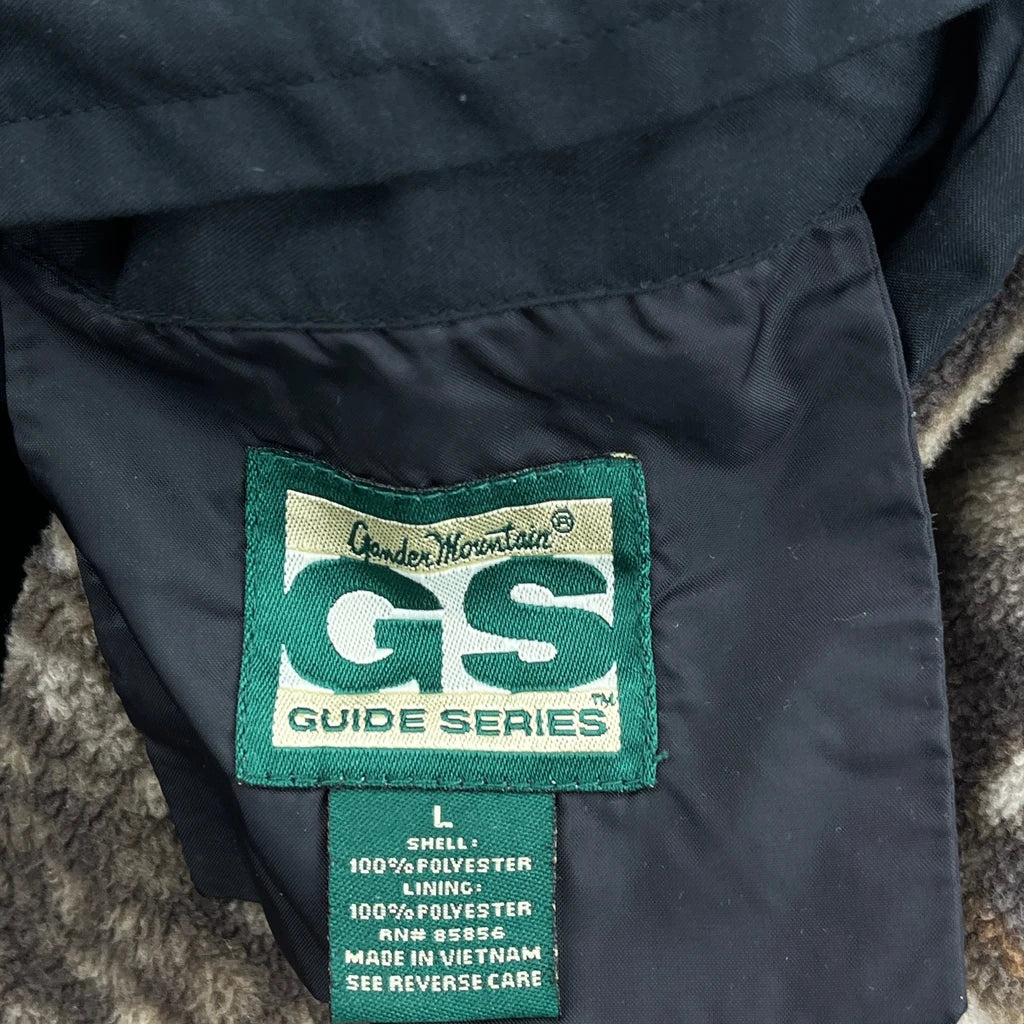 Gander Mountain®
GS
GUIDE SERIES™
L
SHELL:
100% POLYESTER
LINING:
100% POLYESTER
RN# 85856
MADE IN VIETNAM
SEE REVERSE CARE